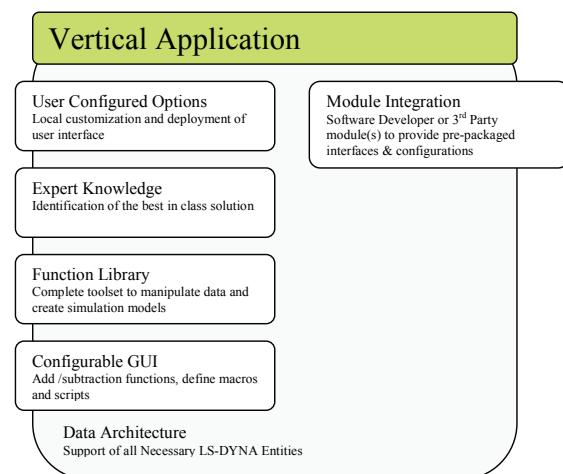 Vertical Application
User Configured Options
Local customization and deployment of
user interface
Module Integration
Software Developer or 3rd Party
module(s) to provide pre-packaged
interfaces & configurations
Expert Knowledge
Identification of the best in class solution
Function Library
Complete toolset to manipulate data and
create simulation models
Configurable GUI
Add /subtraction functions, define macros
and scripts
Data Architecture
Support of all Necessary LS-DYNA Entities